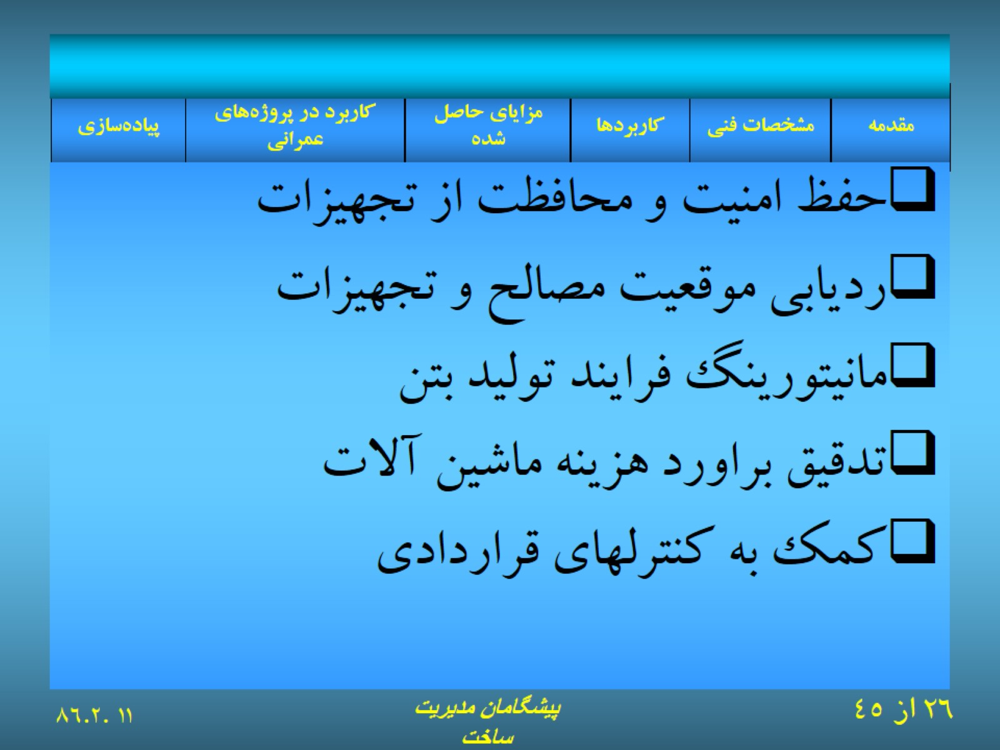 مقدمه
مشخصات فنی
کاربردها
مزایای حاصل
شده
کاربرد در پروژه‌های
عمرانی
پیاده‌سازی
حفظ امنیت و محافظت از تجهیزات
ردیابی موقعیت مصالح و تجهیزات
مانیتورینگ فرایند تولید بتن
تدقیق براورد هزینه ماشین آلات
کمک به کنترلهای قراردادی
٢٦ از ٤٥
پیشگامان مدیریت
ساخت
٨٦.٢. ١١